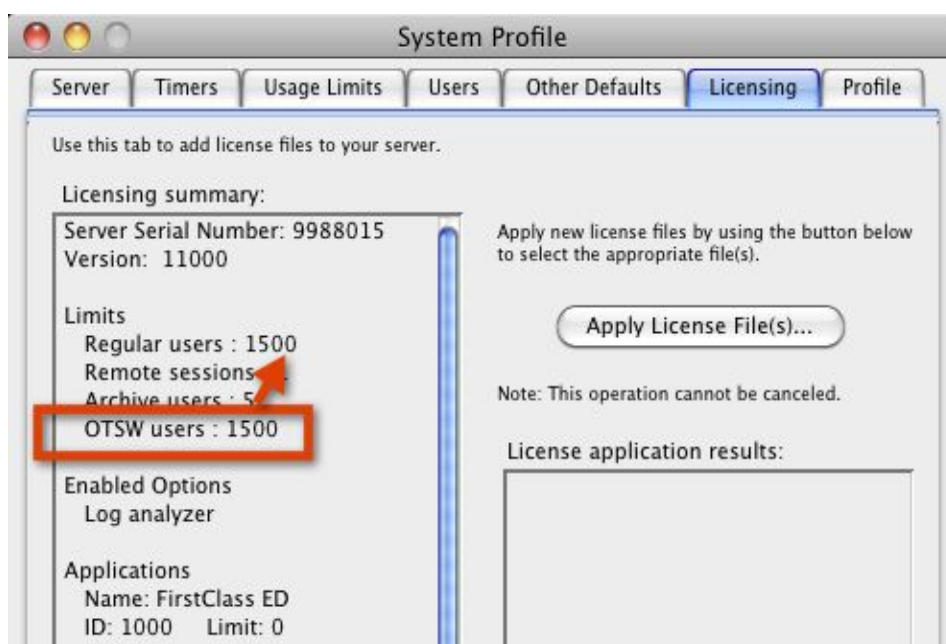 System Profile
Server Timers Usage Limits Users Other Defaults Licensing Profile
Use this tab to add license files to your server.
Licensing summary:
Server Serial Number: 9988015
Version: 11000
Limits
Regular users : 1500
Remote sessions
Archive users : 5
OTSW users : 1500
Enabled Options
Log analyzer
Applications
Name: FirstClass ED
ID: 1000 Limit: 0
Apply new license files by using the button below
to select the appropriate file(s).
Apply License File(s)...
Note: This operation cannot be canceled.
License application results: